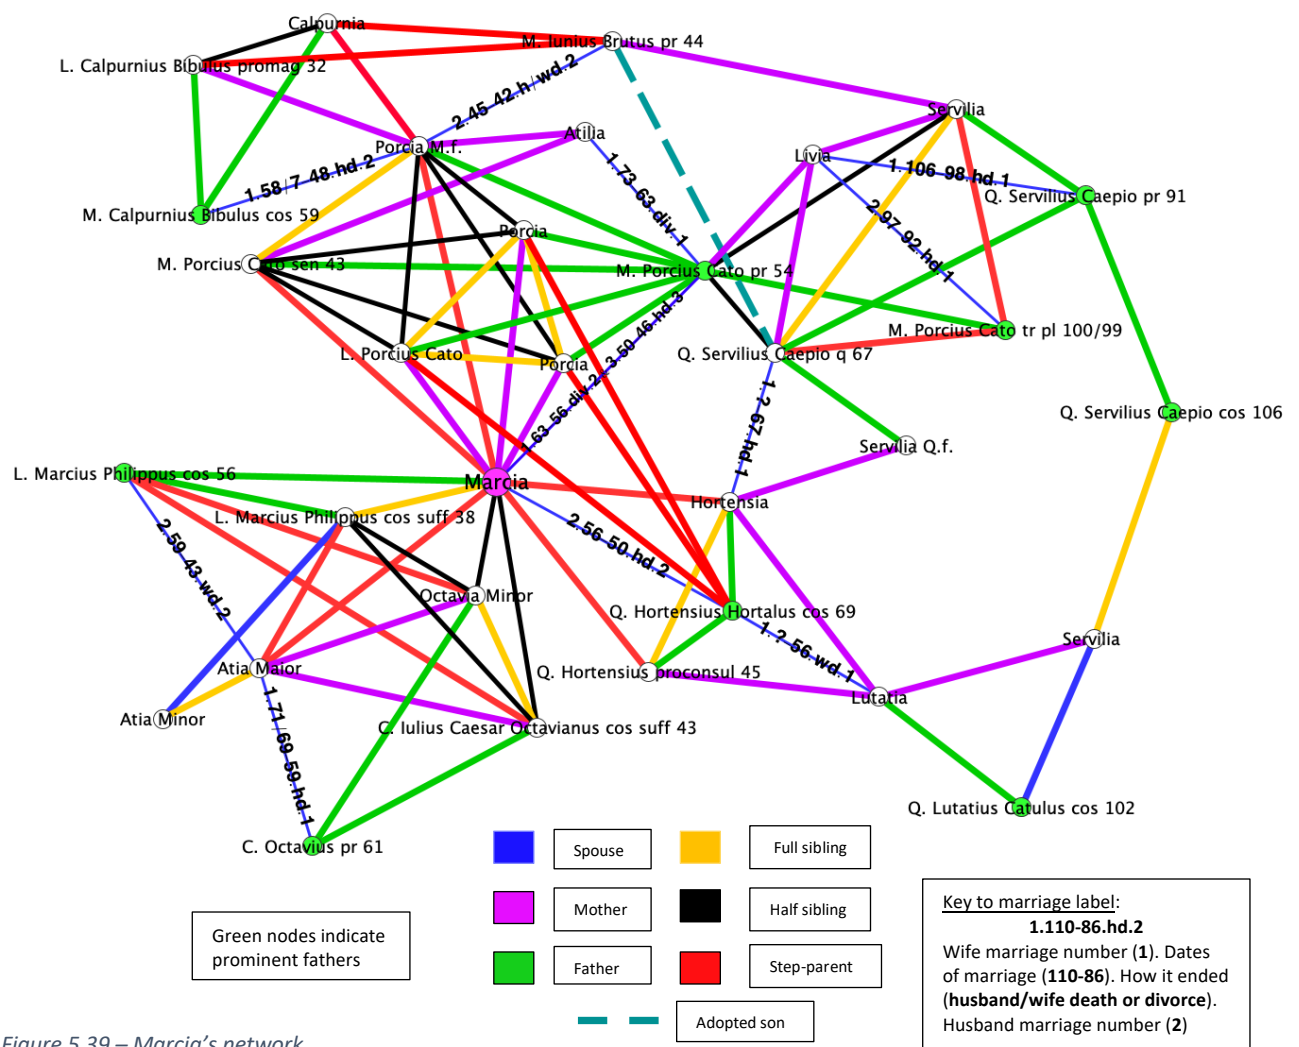 Calpurnia
M. Iunius Brutus pr 44
L. Calpurnius Bibulus promag 32
2.45-42.h/wd.2
Servilia
Atilia
Porcia M.f.
Livia
1.73-63.div.1
1.106-98.hd.1
1.58/7-48.hd.2
Q. Servilius Caepio pr 91
M. Calpurnius Bibulus cos 59
2.97-92.hd.1
Porcia
M. Porcius Cato sen 43
M. Porcius Cato pr 54
M. Porcius Cato tr pl 100/99
L. Porcius Cato
Porcia
Q. Servilius Caepio q 67
1.63-56.div.2_3.50-46.hd.3
1.?-67.hd.1
Q. Servilius Caepio cos 106
Servilia Q.f.
L. Marcius Philippus cos 56
Marcia
Hortensia
L. Marcius Philippus cos suff 38
2.59-43.wd.2
2.56-50.hd.2
Octavia Minor
Q. Hortensius Hortalus cos 69
1.?-56.wd.1
Servilia
Atia Maior
Q. Hortensius proconsul 45
Lutatia
Atia Minor
1.71/69-59.hd.1
C. Iulius Caesar Octavianus cos suff 43
Q. Lutatius Catulus cos 102
C. Octavius pr 61
Spouse
Full sibling
Mother
Half sibling
Father
Step-parent
Adopted son
Green nodes indicate
prominent fathers
Key to marriage label:
1.110-86.hd.2
Wife marriage number (1). Dates
of marriage (110-86). How it ended
(husband/wife death or divorce).
Husband marriage number (2)
Figure 5.39 – Marcia's network